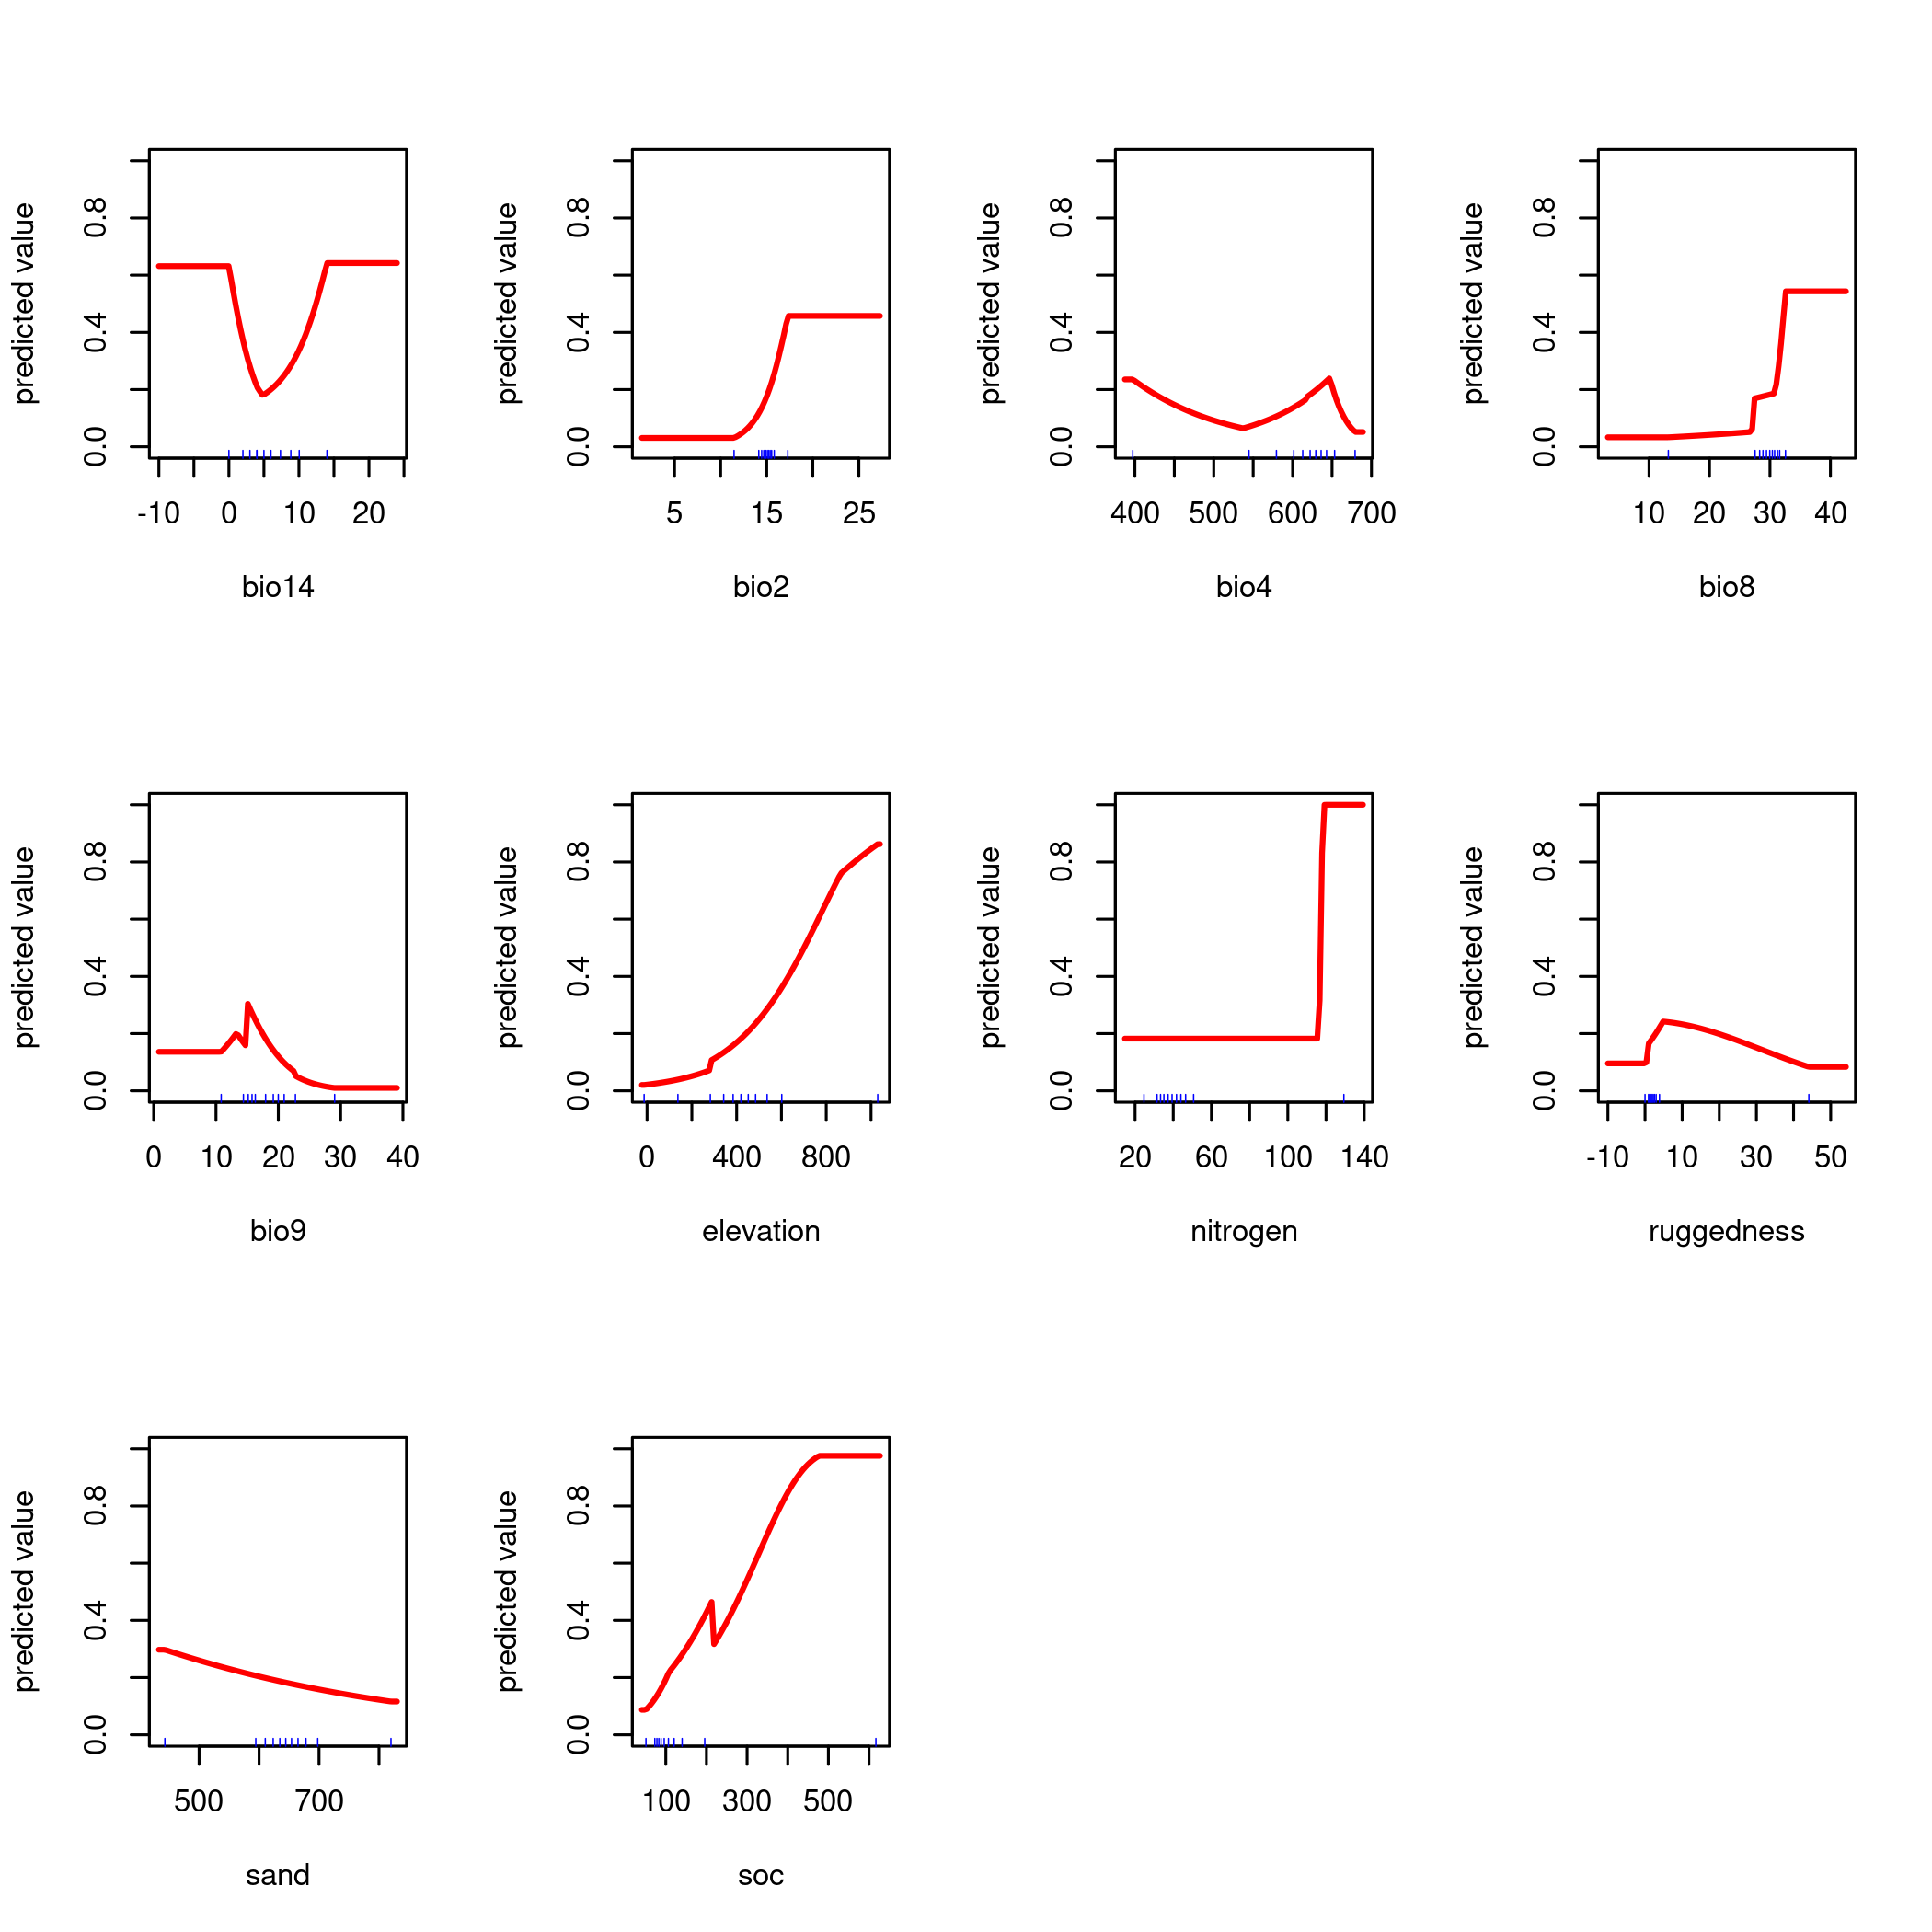 predicted value
0.0 0.4 0.8
-10 0 10 20
bio14
predicted value
0.0 0.4 0.8
5 15 25
bio2
predicted value
0.0 0.4 0.8
400 500 600 700
bio4
predicted value
0.0 0.4 0.8
10 20 30 40
bio8
predicted value
0.0 0.4 0.8
0 10 20 30 40
bio9
predicted value
0.0 0.4 0.8
0 400 800
elevation
predicted value
0.0 0.4 0.8
20 60 100 140
nitrogen
predicted value
0.0 0.4 0.8
-10 10 30 50
ruggedness
predicted value
0.0 0.4 0.8
500 700
sand
predicted value
0.0 0.4 0.8
100 300 500
soc